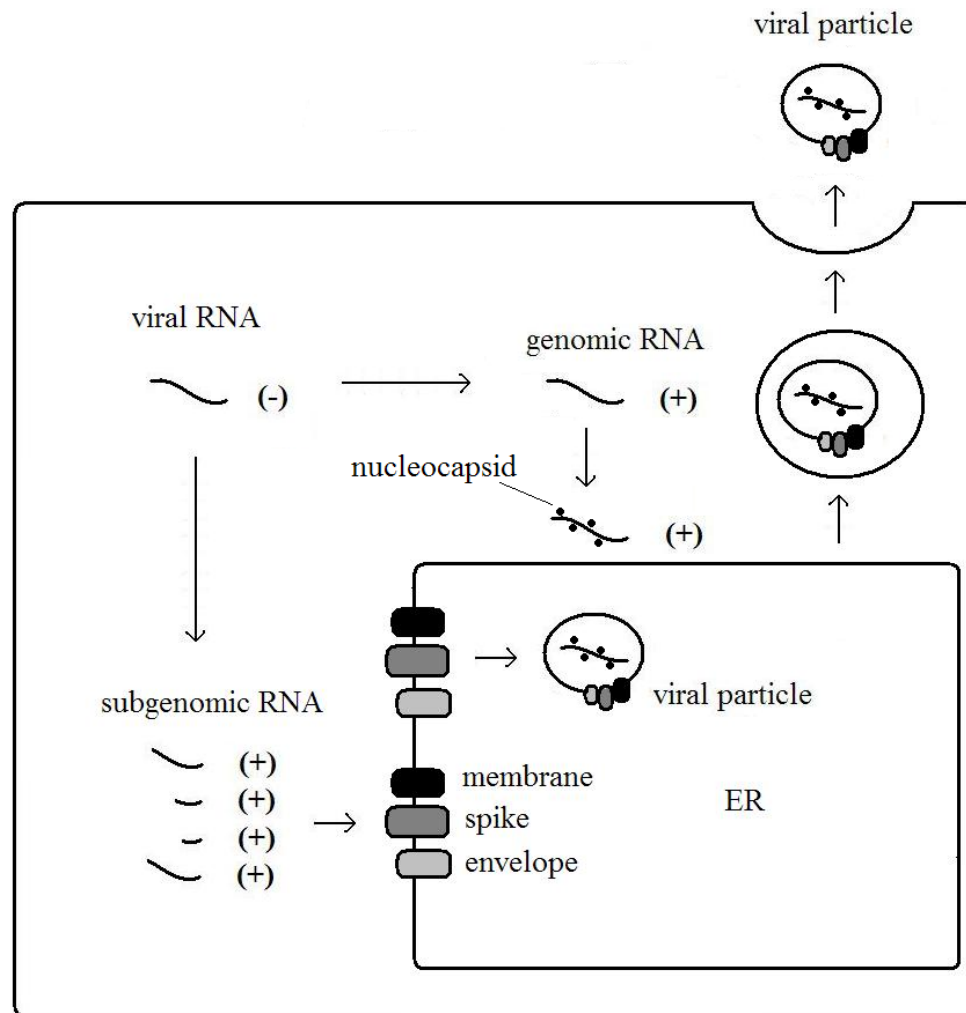 viral particle
viral RNA
(-)
genomic RNA
(+)
nucleocapsid
(+)
viral particle
subgenomic RNA
(+)
(+)
(+)
(+)
membrane
spike
envelope
ER